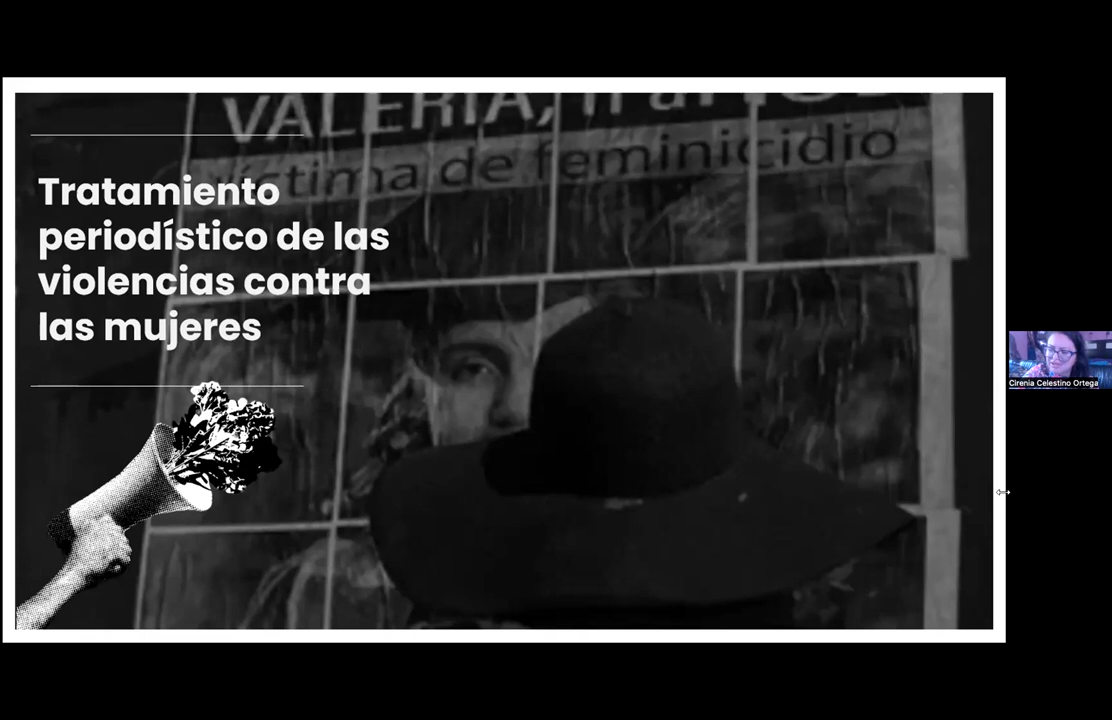 VALERIA,
víctima de feminicidio
Tratamiento
periodístico de las
violencias contra
las mujeres
Cirenia Celestino Ortega